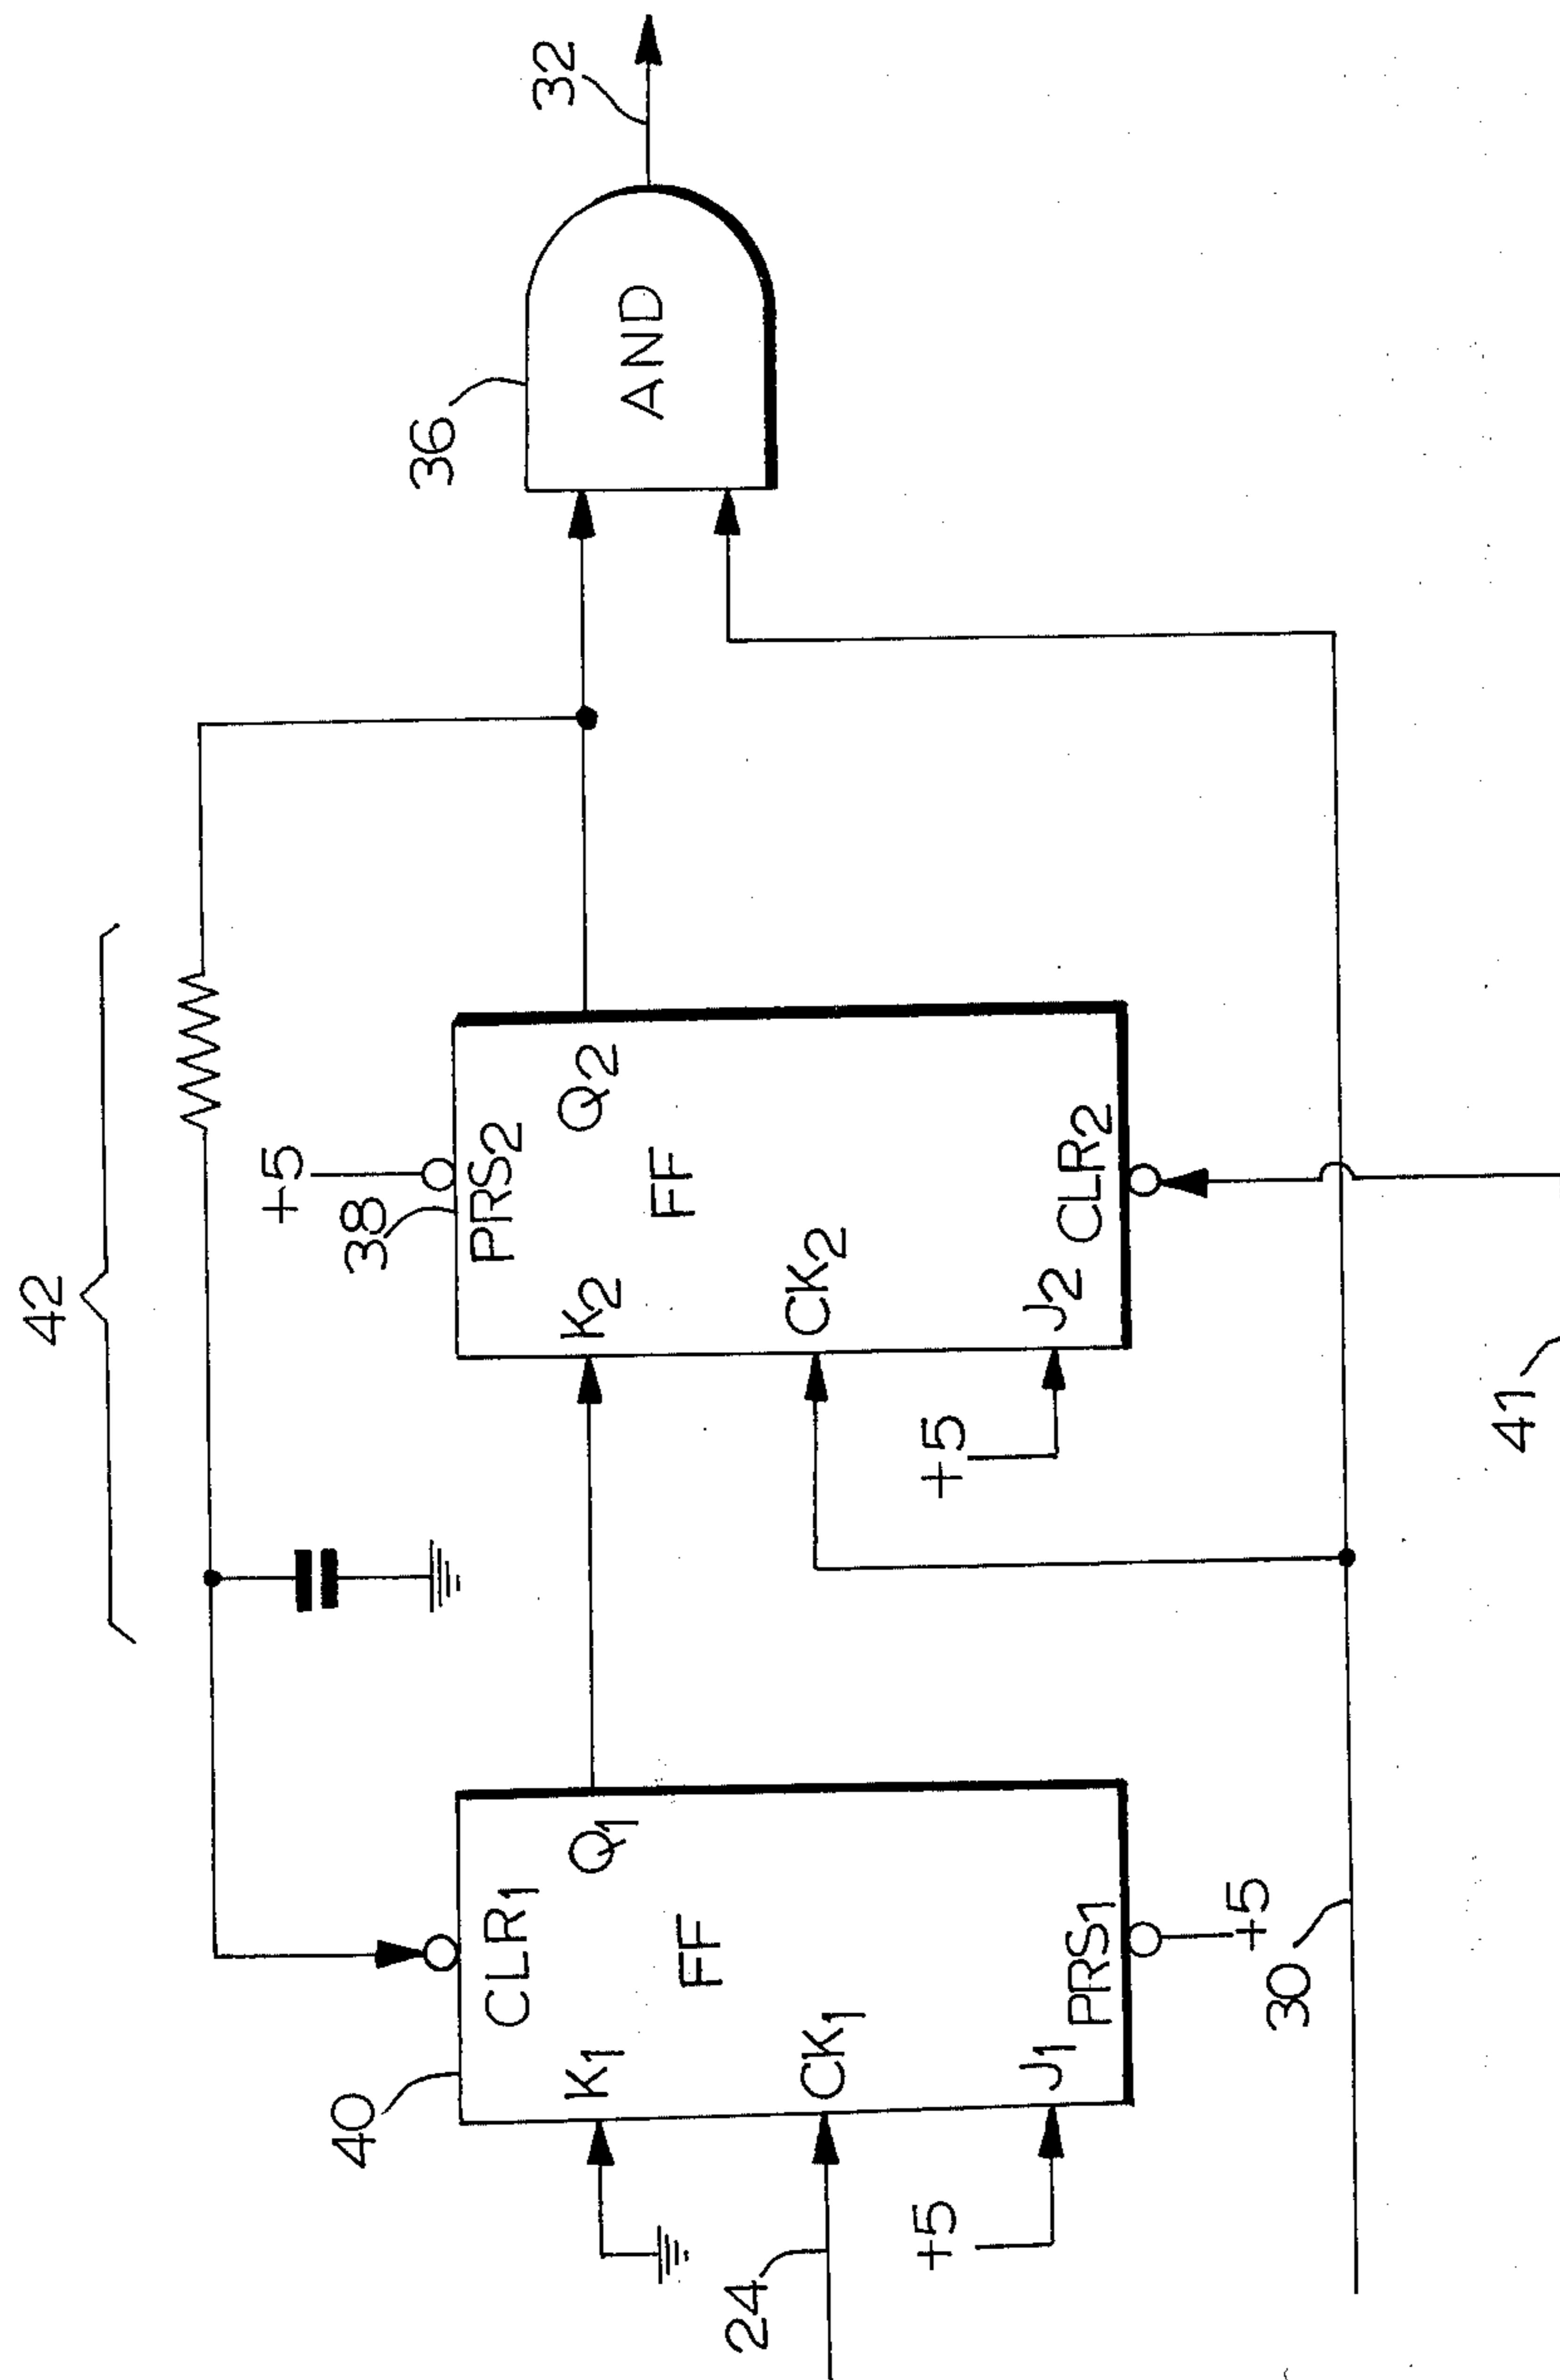 42
+5
38
PRS2
K2
Q2
FF
CK2
J2
CLR2
+5
41
36
AND
32
40
CLR1
K1
Q1
FF
CK1
J1
PRS1
+5
24
+5
30